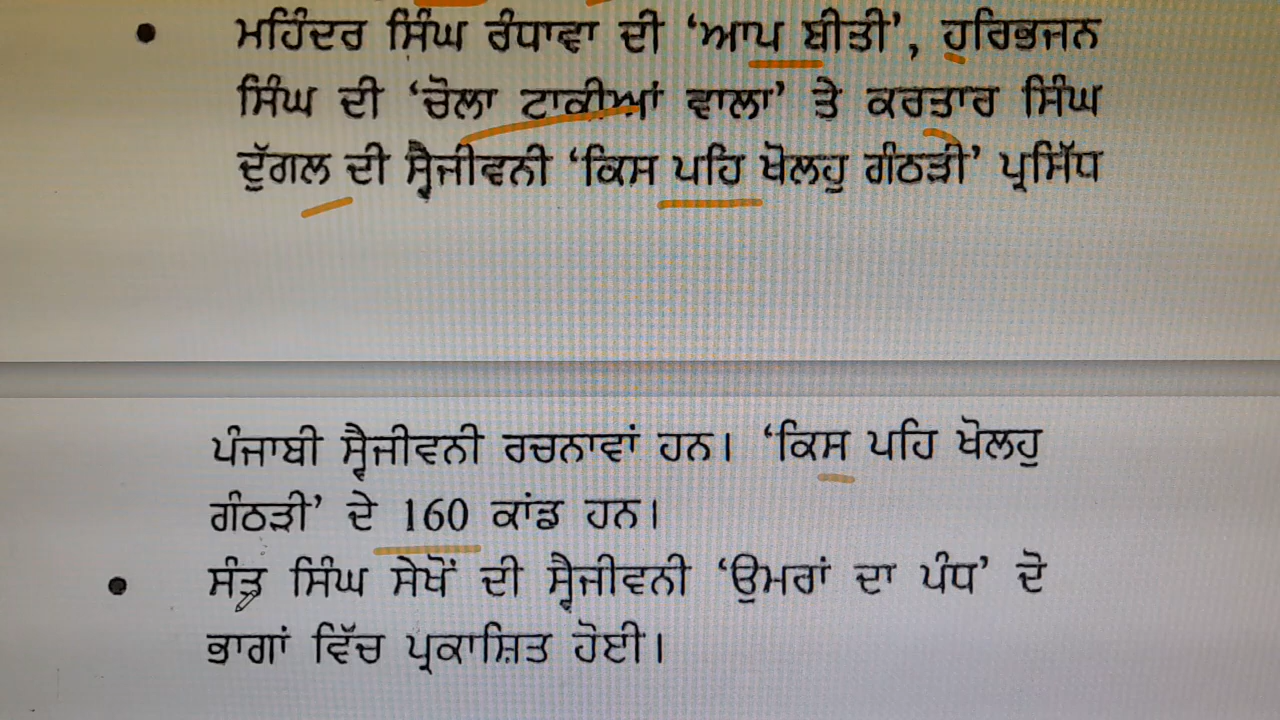 • ਮਹਿੰਦਰ ਸਿੰਘ ਰੰਧਾਵਾ ਦੀ ‘ਆਪ ਬੀਤੀ’, ਹਰਿਭਜਨ
ਸਿੰਘ ਦੀ ‘ਚੋਲਾ ਟਾਕੀਆਂ ਵਾਲਾ’ ਤੇ ਕਰਤਾਰ ਸਿੰਘ
ਦੁੱਗਲ ਦੀ ਸ੍ਵੈਜੀਵਨੀ ‘ਕਿਸ ਪਹਿ ਖੋਲਹੁ ਗੰਠੜੀ’ ਪ੍ਰਸਿੱਧ
ਪੰਜਾਬੀ ਸ੍ਵੈਜੀਵਨੀ ਰਚਨਾਵਾਂ ਹਨ। ‘ਕਿਸ ਪਹਿ ਖੋਲਹੁ
ਗੰਠੜੀ’ ਦੇ 160 ਕਾਂਡ ਹਨ।
• ਸੰਤ ਸਿੰਘ ਸੇਖੋਂ ਦੀ ਸ੍ਵੈਜੀਵਨੀ ‘ਉਮਰਾਂ ਦਾ ਪੰਧ’ ਦੋ
ਭਾਗਾਂ ਵਿੱਚ ਪ੍ਰਕਾਸ਼ਿਤ ਹੋਈ।